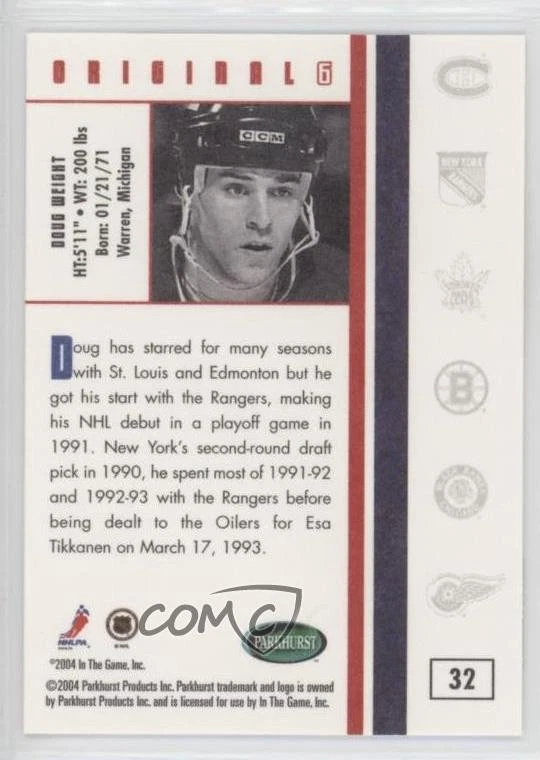 ORIGINAL 6
DOUG WEIGHT
HT:5'11" • WT: 200 lbs
Born: 01/21/71
Warren, Michigan
CCM
Doug has starred for many seasons
with St. Louis and Edmonton but he
got his start with the Rangers, making
his NHL debut in a playoff game in
1991. New York's second-round draft
pick in 1990, he spent most of 1991-92
and 1992-93 with the Rangers before
being dealt to the Oilers for Esa
Tikkanen on March 17, 1993.
NHLPA
COMC
PARKHURST
©2004 In The Game, Inc.
©2004 Parkhurst Products Inc. Parkhurst trademark and logo is owned
by Parkhurst Products Inc. and is licensed for use by In The Game, Inc.
NEW YORK
RANGERS
TORONTO
B
32